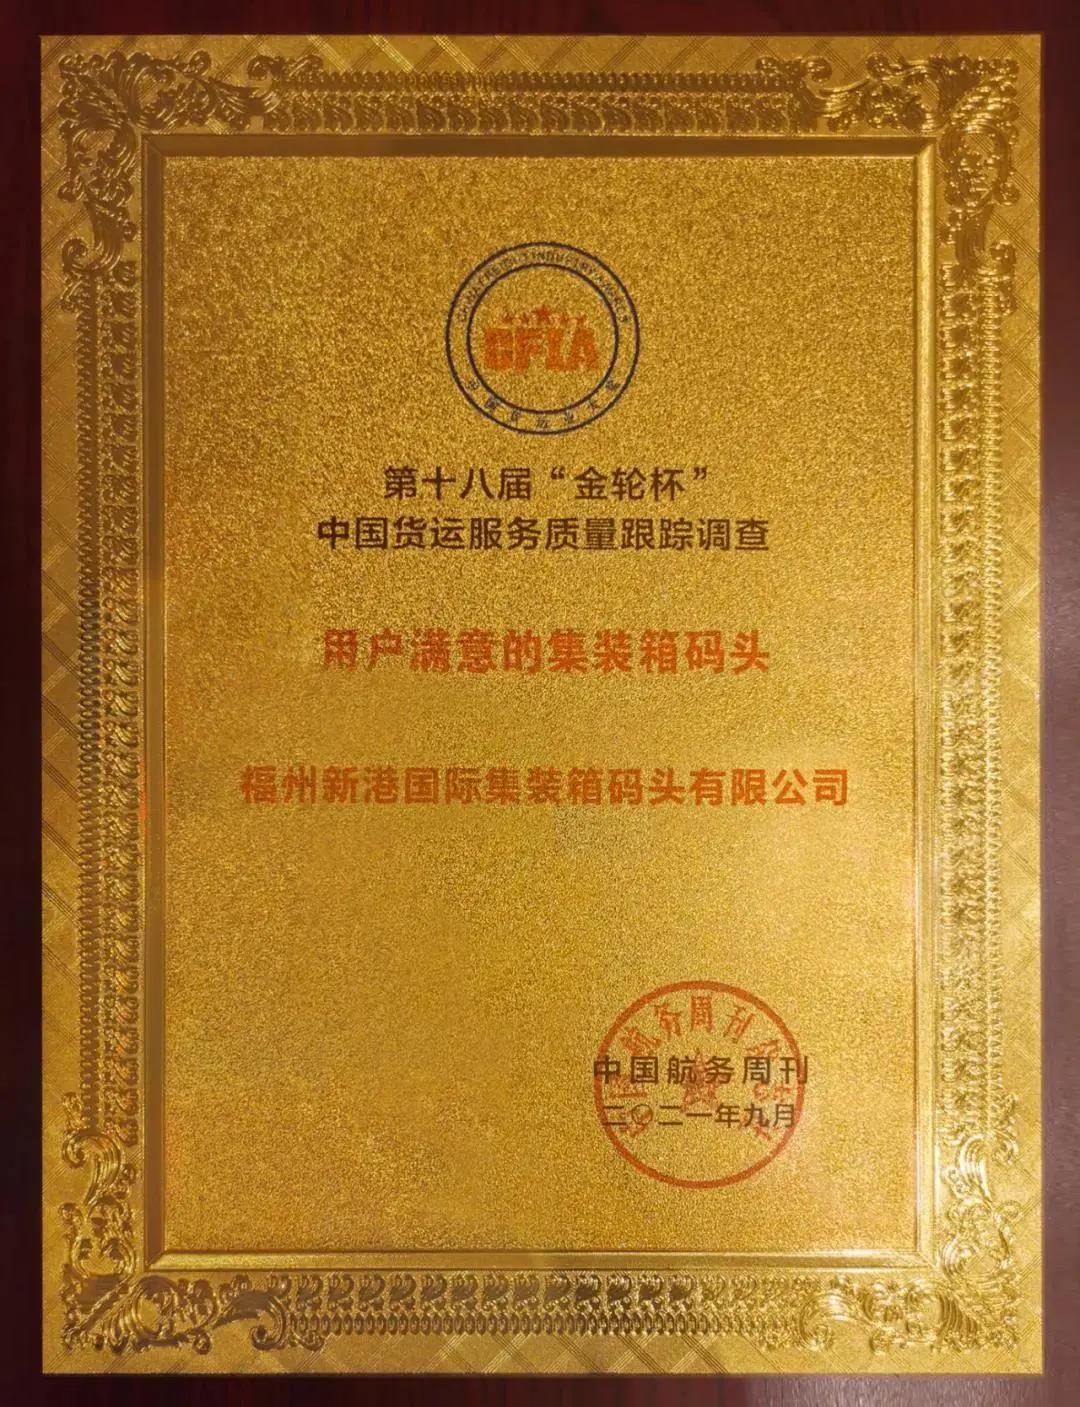 CFIA
第十八届“金轮杯”
中国货运服务质量跟踪调查
用户满意的集装箱码头
福州新港国际集装箱码头有限公司
中国航务周刊
二〇二一年九月